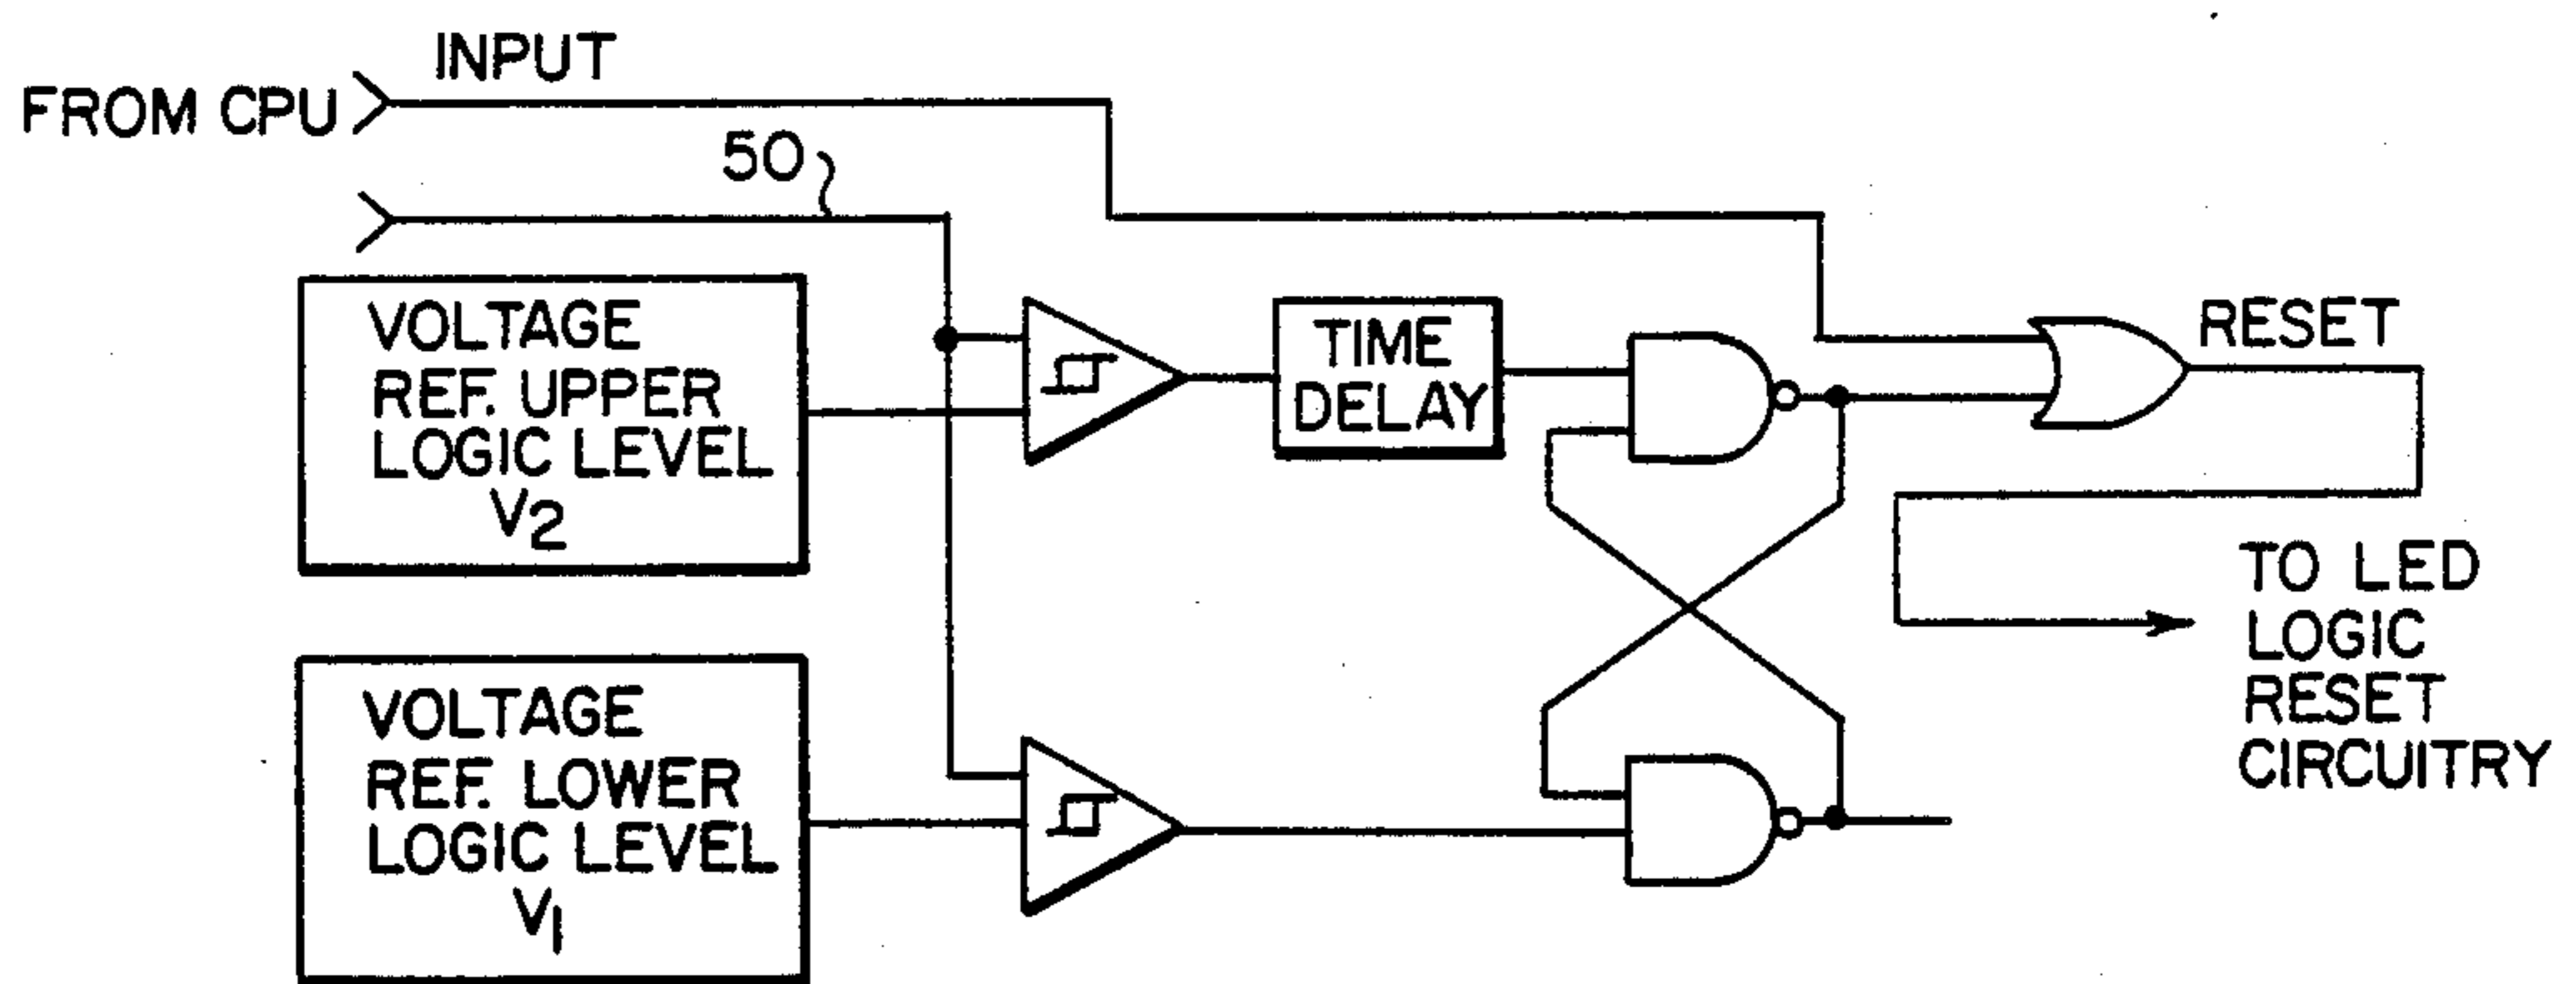 INPUT
FROM CPU
50
VOLTAGE
REF. UPPER
LOGIC LEVEL
V2
TIME
DELAY
RESET
TO LED
LOGIC
RESET
CIRCUITRY
VOLTAGE
REF. LOWER
LOGIC LEVEL
V1